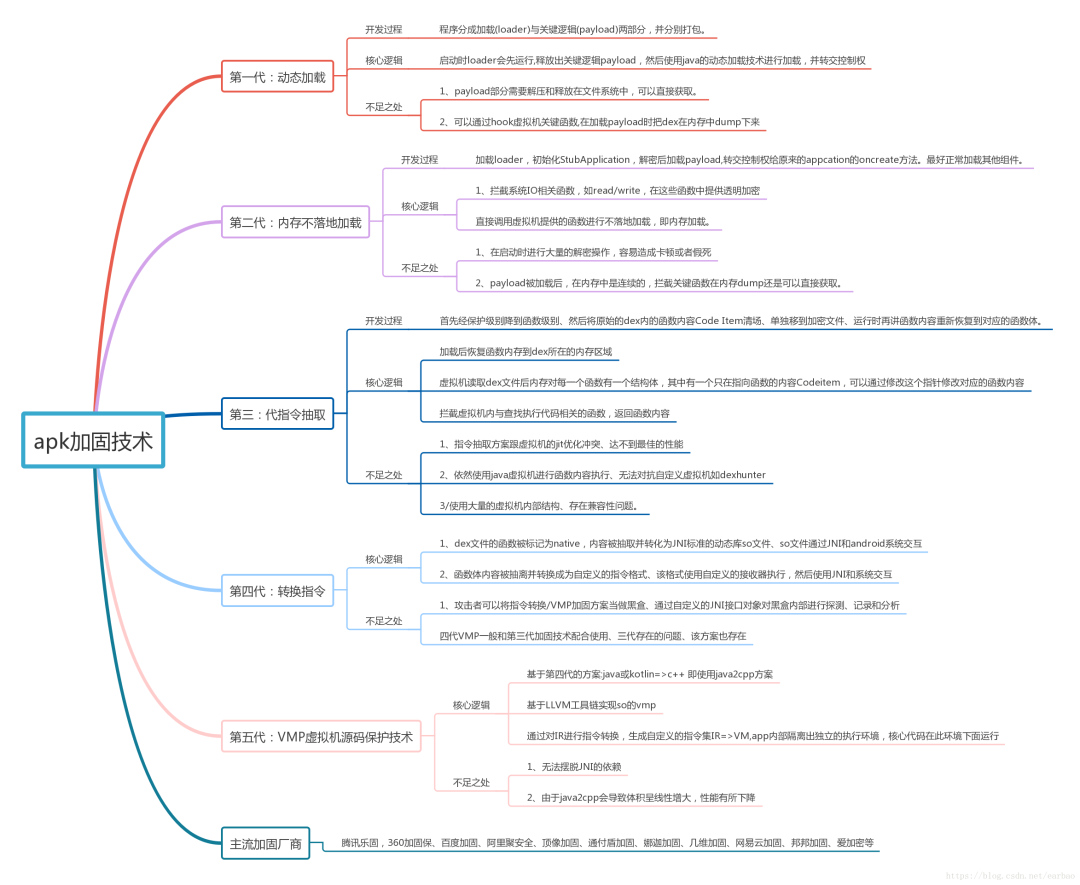 apk加固技术
第一代：动态加载
开发过程
程序分成加载(loader)与关键逻辑(payload)两部分，并分别打包。
核心逻辑
启动时loader会先运行,释放出关键逻辑payload，然后使用java的动态加载技术进行加载，并转交控制权
不足之处
1、payload部分需要解压和释放在文件系统中，可以直接获取。
2、可以通过hook虚拟机关键函数,在加载payload时把dex在内存中dump下来
第二代：内存不落地加载
开发过程
加载loader，初始化StubApplication，解密后加载payload,转交控制权给原来的appcation的oncreate方法。最好正常加载其他组件。
核心逻辑
1、拦截系统IO相关函数，如read/write，在这些函数中提供透明加密
直接调用虚拟机提供的函数进行不落地加载，即内存加载。
不足之处
1、在启动时进行大量的解密操作，容易造成卡顿或者假死
2、payload被加载后，在内存中是连续的，拦截关键函数在内存dump还是可以直接获取。
第三：代指令抽取
开发过程
首先经保护级别降到函数级别、然后将原始的dex内的函数内容Code Item清场、单独移到加密文件、运行时再讲函数内容重新恢复到对应的函数体。
核心逻辑
加载后恢复函数内存到dex所在的内存区域
虚拟机读取dex文件后内存对每一个函数有一个结构体，其中有一个只在指向函数的内容Codeitem，可以通过修改这个指针修改对应的函数内容
拦截虚拟机内与查找执行代码相关的函数，返回函数内容
不足之处
1、指令抽取方案跟虚拟机的jit优化冲突、达不到最佳的性能
2、依然使用java虚拟机进行函数内容执行、无法对抗自定义虚拟机如dexhunter
3/使用大量的虚拟机内部结构、存在兼容性问题。
第四代：转换指令
核心逻辑
1、dex文件的函数被标记为native，内容被抽取并转化为JNI标准的动态库so文件、so文件通过JNI和android系统交互
2、函数体内容被抽离并转换成为自定义的指令格式、该格式使用自定义的接收器执行，然后使用JNI和系统交互
不足之处
1、攻击者可以将指令转换/VMP加固方案当做黑盒、通过自定义的JNI接口对象对黑盒内部进行探测、记录和分析
四代VMP一般和第三代加固技术配合使用、三代存在的问题、该方案也存在
第五代：VMP虚拟机源码保护技术
核心逻辑
基于第四代的方案:java或kotlin=>c++ 即使用java2cpp方案
基于LLVM工具链实现so的vmp
通过对IR进行指令转换，生成自定义的指令集IR=>VM,app内部隔离出独立的执行环境，核心代码在此环境下面运行
不足之处
1、无法摆脱JNI的依赖
2、由于java2cpp会导致体积呈线性增大，性能有所下降
主流加固厂商
腾讯乐固，360加固保、百度加固、阿里聚安全、顶像加固、通付盾加固、娜迦加固、几维加固、网易云加固、邦邦加固、爱加密等
https://blog.csdn.net/earbao